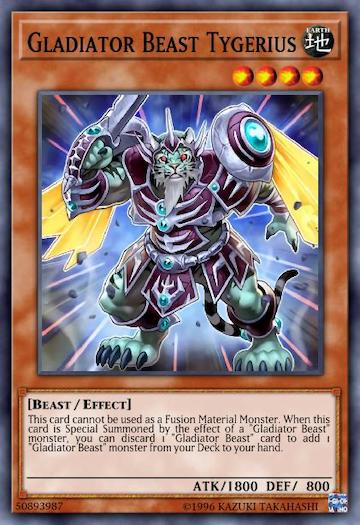 GLADIATOR BEAST TYGERIUS
EARTH
地
[BEAST / EFFECT]
This card cannot be used as a Fusion Material Monster. When this
card is Special Summoned by the effect of a "Gladiator Beast"
monster, you can discard 1 "Gladiator Beast" card to add 1
"Gladiator Beast" monster from your Deck to your hand.
ATK/1800 DEF/ 800
50893987
©1996 KAZUKI TAKAHASHI